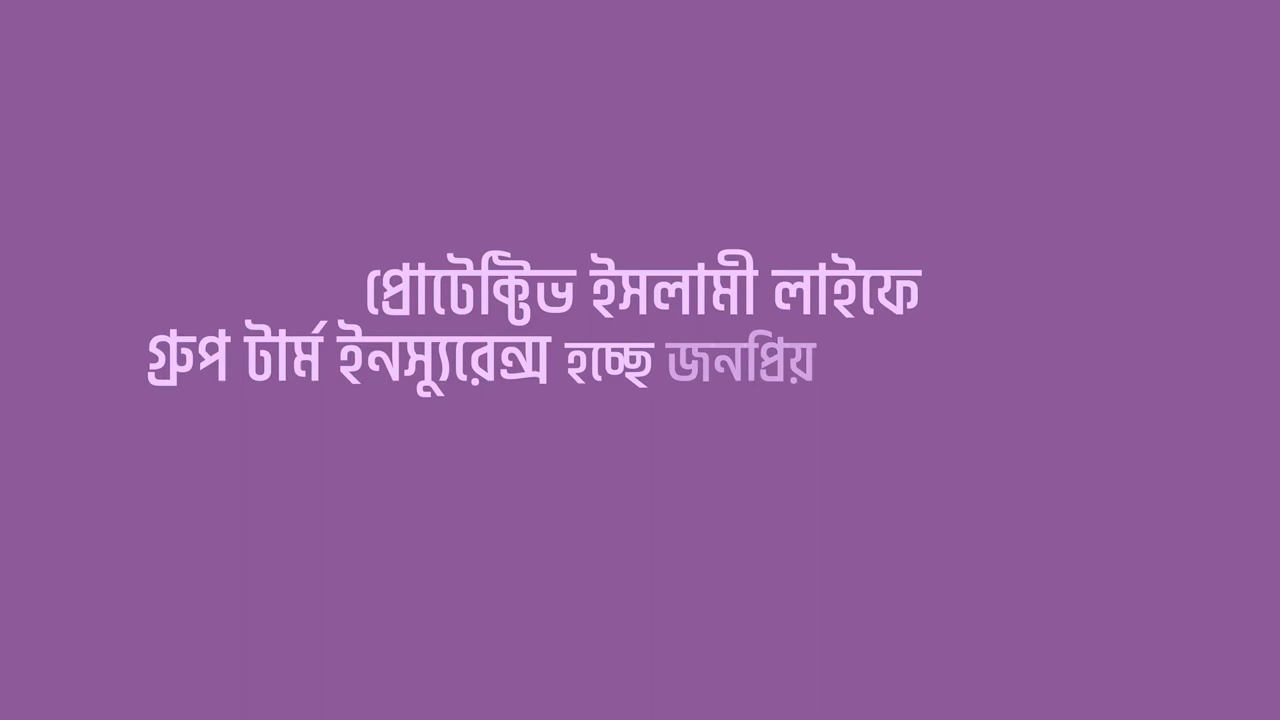 প্রোটেক্টিভ ইসলামী লাইফে
গ্রুপ টার্ম ইনস্যুরেন্স হচ্ছে জনপ্রিয়